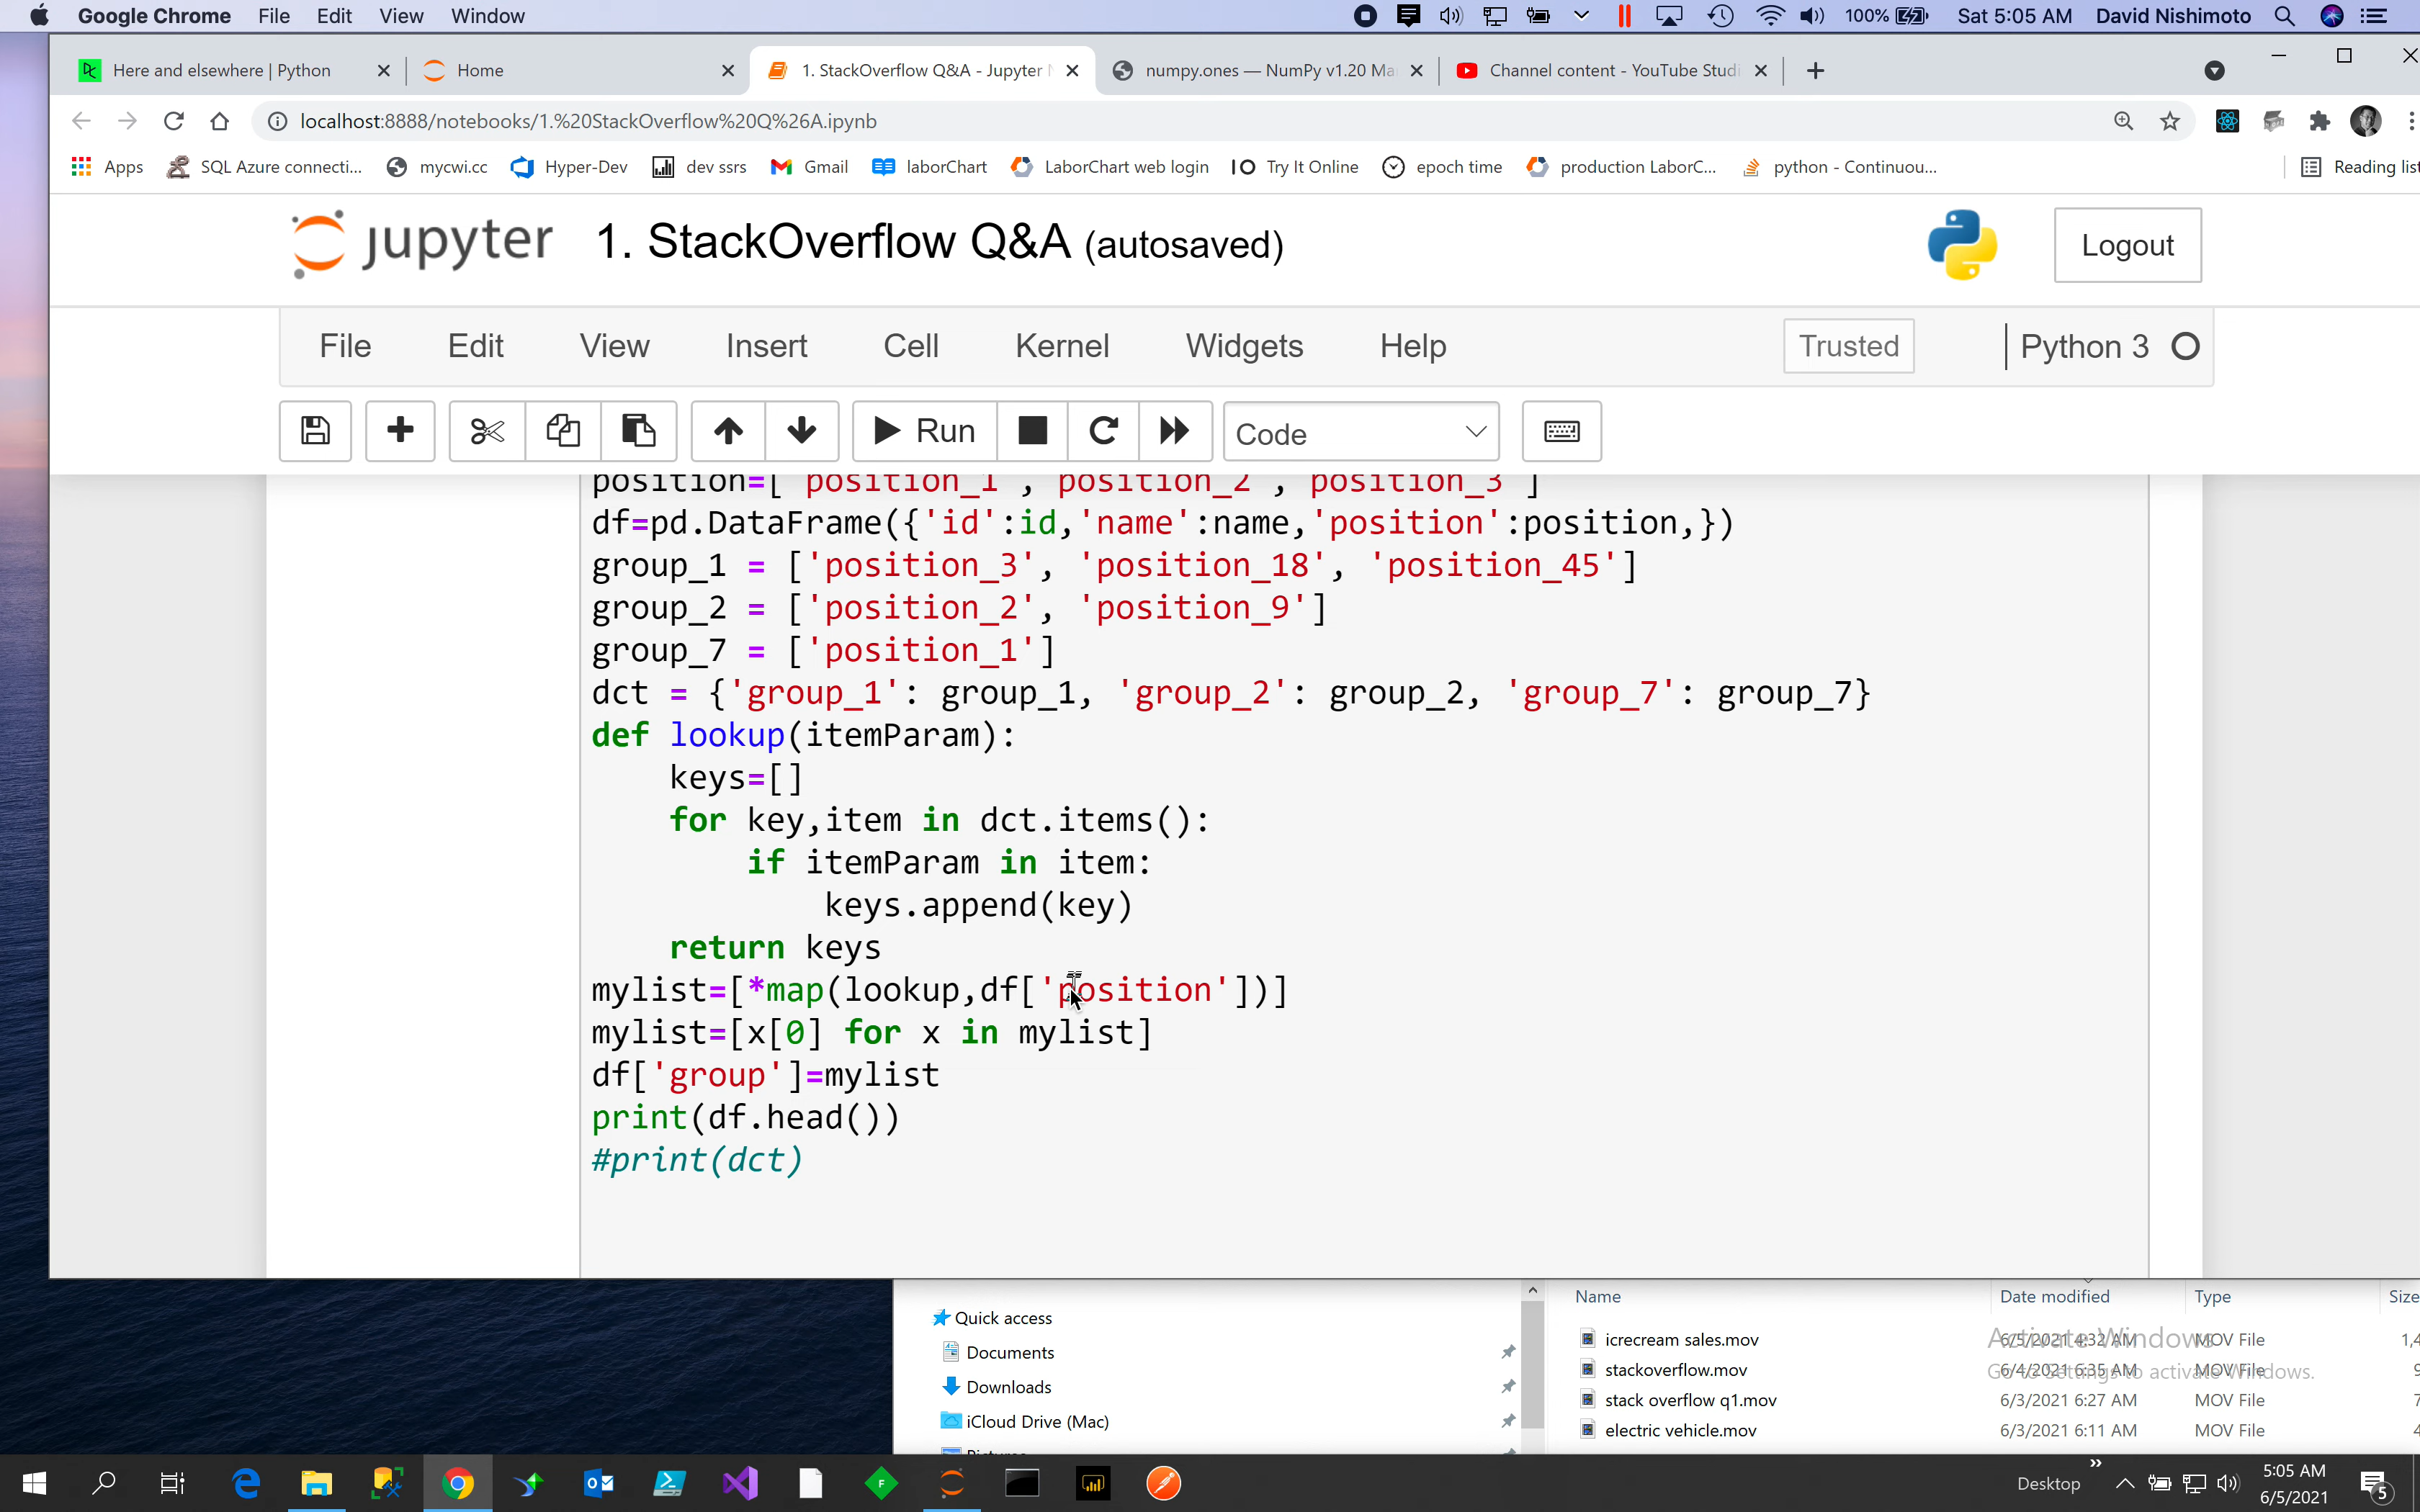 Google Chrome File Edit View Window 100% Sat 5:05 AM David Nishimoto
Here and elsewhere | Python Home 1. StackOverflow Q&A - Jupyter numpy.ones — NumPy v1.20 Ma Channel content - YouTube Studi
localhost:8888/notebooks/1.%20StackOverflow%20Q%26A.ipynb
Apps SQL Azure connecti... mycwi.cc Hyper-Dev dev ssrs Gmail laborChart LaborChart web login Try It Online epoch time production LaborC... python - Continuou... Reading list
jupyter 1. StackOverflow Q&A (autosaved) Logout
File Edit View Insert Cell Kernel Widgets Help Trusted Python 3
Run Code
position=['position_1','position_2','position_3']
df=pd.DataFrame({'id':id,'name':name,'position':position,})
group_1 = ['position_3', 'position_18', 'position_45']
group_2 = ['position_2', 'position_9']
group_7 = ['position_1']
dct = {'group_1': group_1, 'group_2': group_2, 'group_7': group_7}
def lookup(itemParam):
    keys=[]
    for key,item in dct.items():
        if itemParam in item:
            keys.append(key)
    return keys
mylist=[*map(lookup,df['position'])]
mylist=[x[0] for x in mylist]
df['group']=mylist
print(df.head())
#print(dct)
Name Date modified Type Size
Quick access
Documents
Downloads
iCloud Drive (Mac)
icrecream sales.mov 6/5/2021 4:32 AM MOV File
stackoverflow.mov 6/4/2021 6:35 AM MOV File
stack overflow q1.mov 6/3/2021 6:27 AM MOV File
electric vehicle.mov 6/3/2021 6:11 AM MOV File
Activate Windows
Go to Settings to activate Windows.
Desktop 5:05 AM
6/5/2021 5